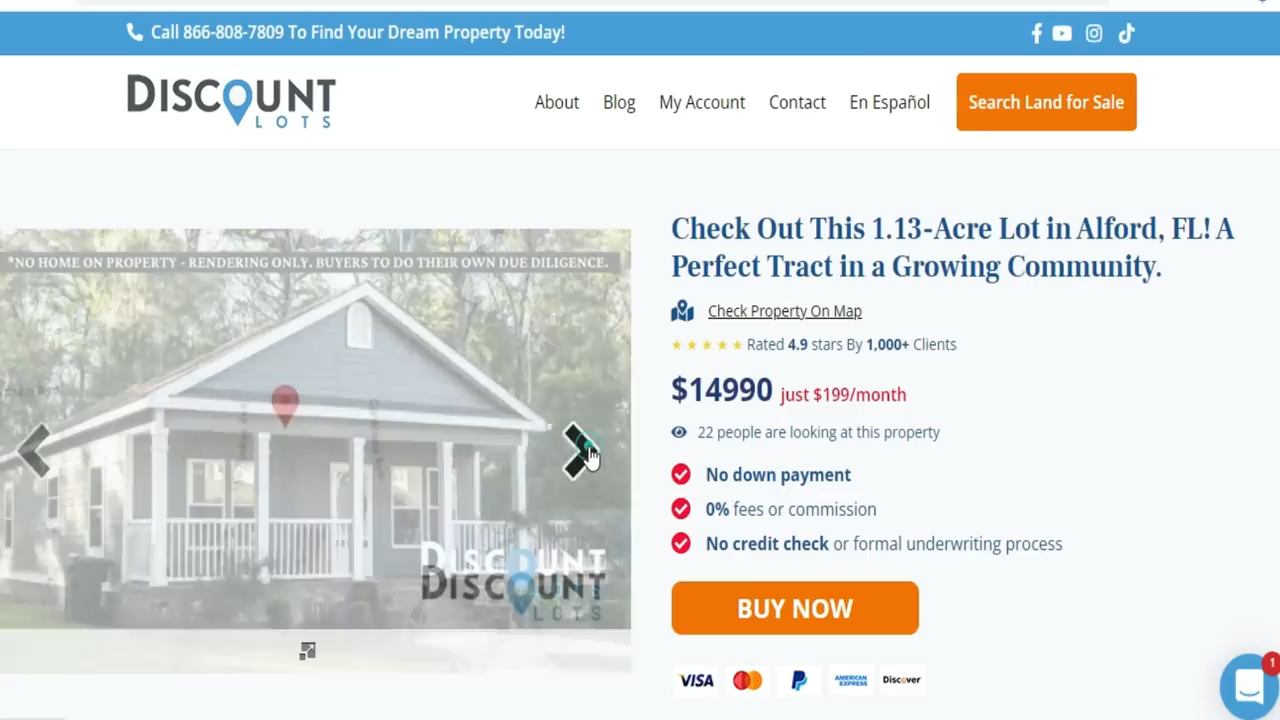 Call 866-808-7809 To Find Your Dream Property Today!
DISCOUNT
LOTS
About
Blog
My Account
Contact
En Español
Search Land for Sale
*NO HOME ON PROPERTY - RENDERING ONLY. BUYERS TO DO THEIR OWN DUE DILIGENCE.
DISCOUNT
DISCOUNT
LOTS
Check Out This 1.13-Acre Lot in Alford, FL! A
Perfect Tract in a Growing Community.
Check Property On Map
Rated 4.9 stars By 1,000+ Clients
$14990 just $199/month
22 people are looking at this property
No down payment
0% fees or commission
No credit check or formal underwriting process
BUY NOW
VISA
AMERICAN
EXPRESS
Discover
1